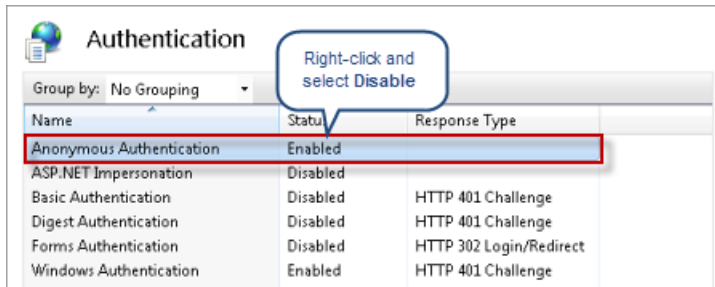 Authentication
Right-click and
select Disable
Group by: No Grouping
Name Status Response Type
Anonymous Authentication Enabled
ASP.NET Impersonation Disabled
Basic Authentication Disabled HTTP 401 Challenge
Digest Authentication Disabled HTTP 401 Challenge
Forms Authentication Disabled HTTP 302 Login/Redirect
Windows Authentication Enabled HTTP 401 Challenge